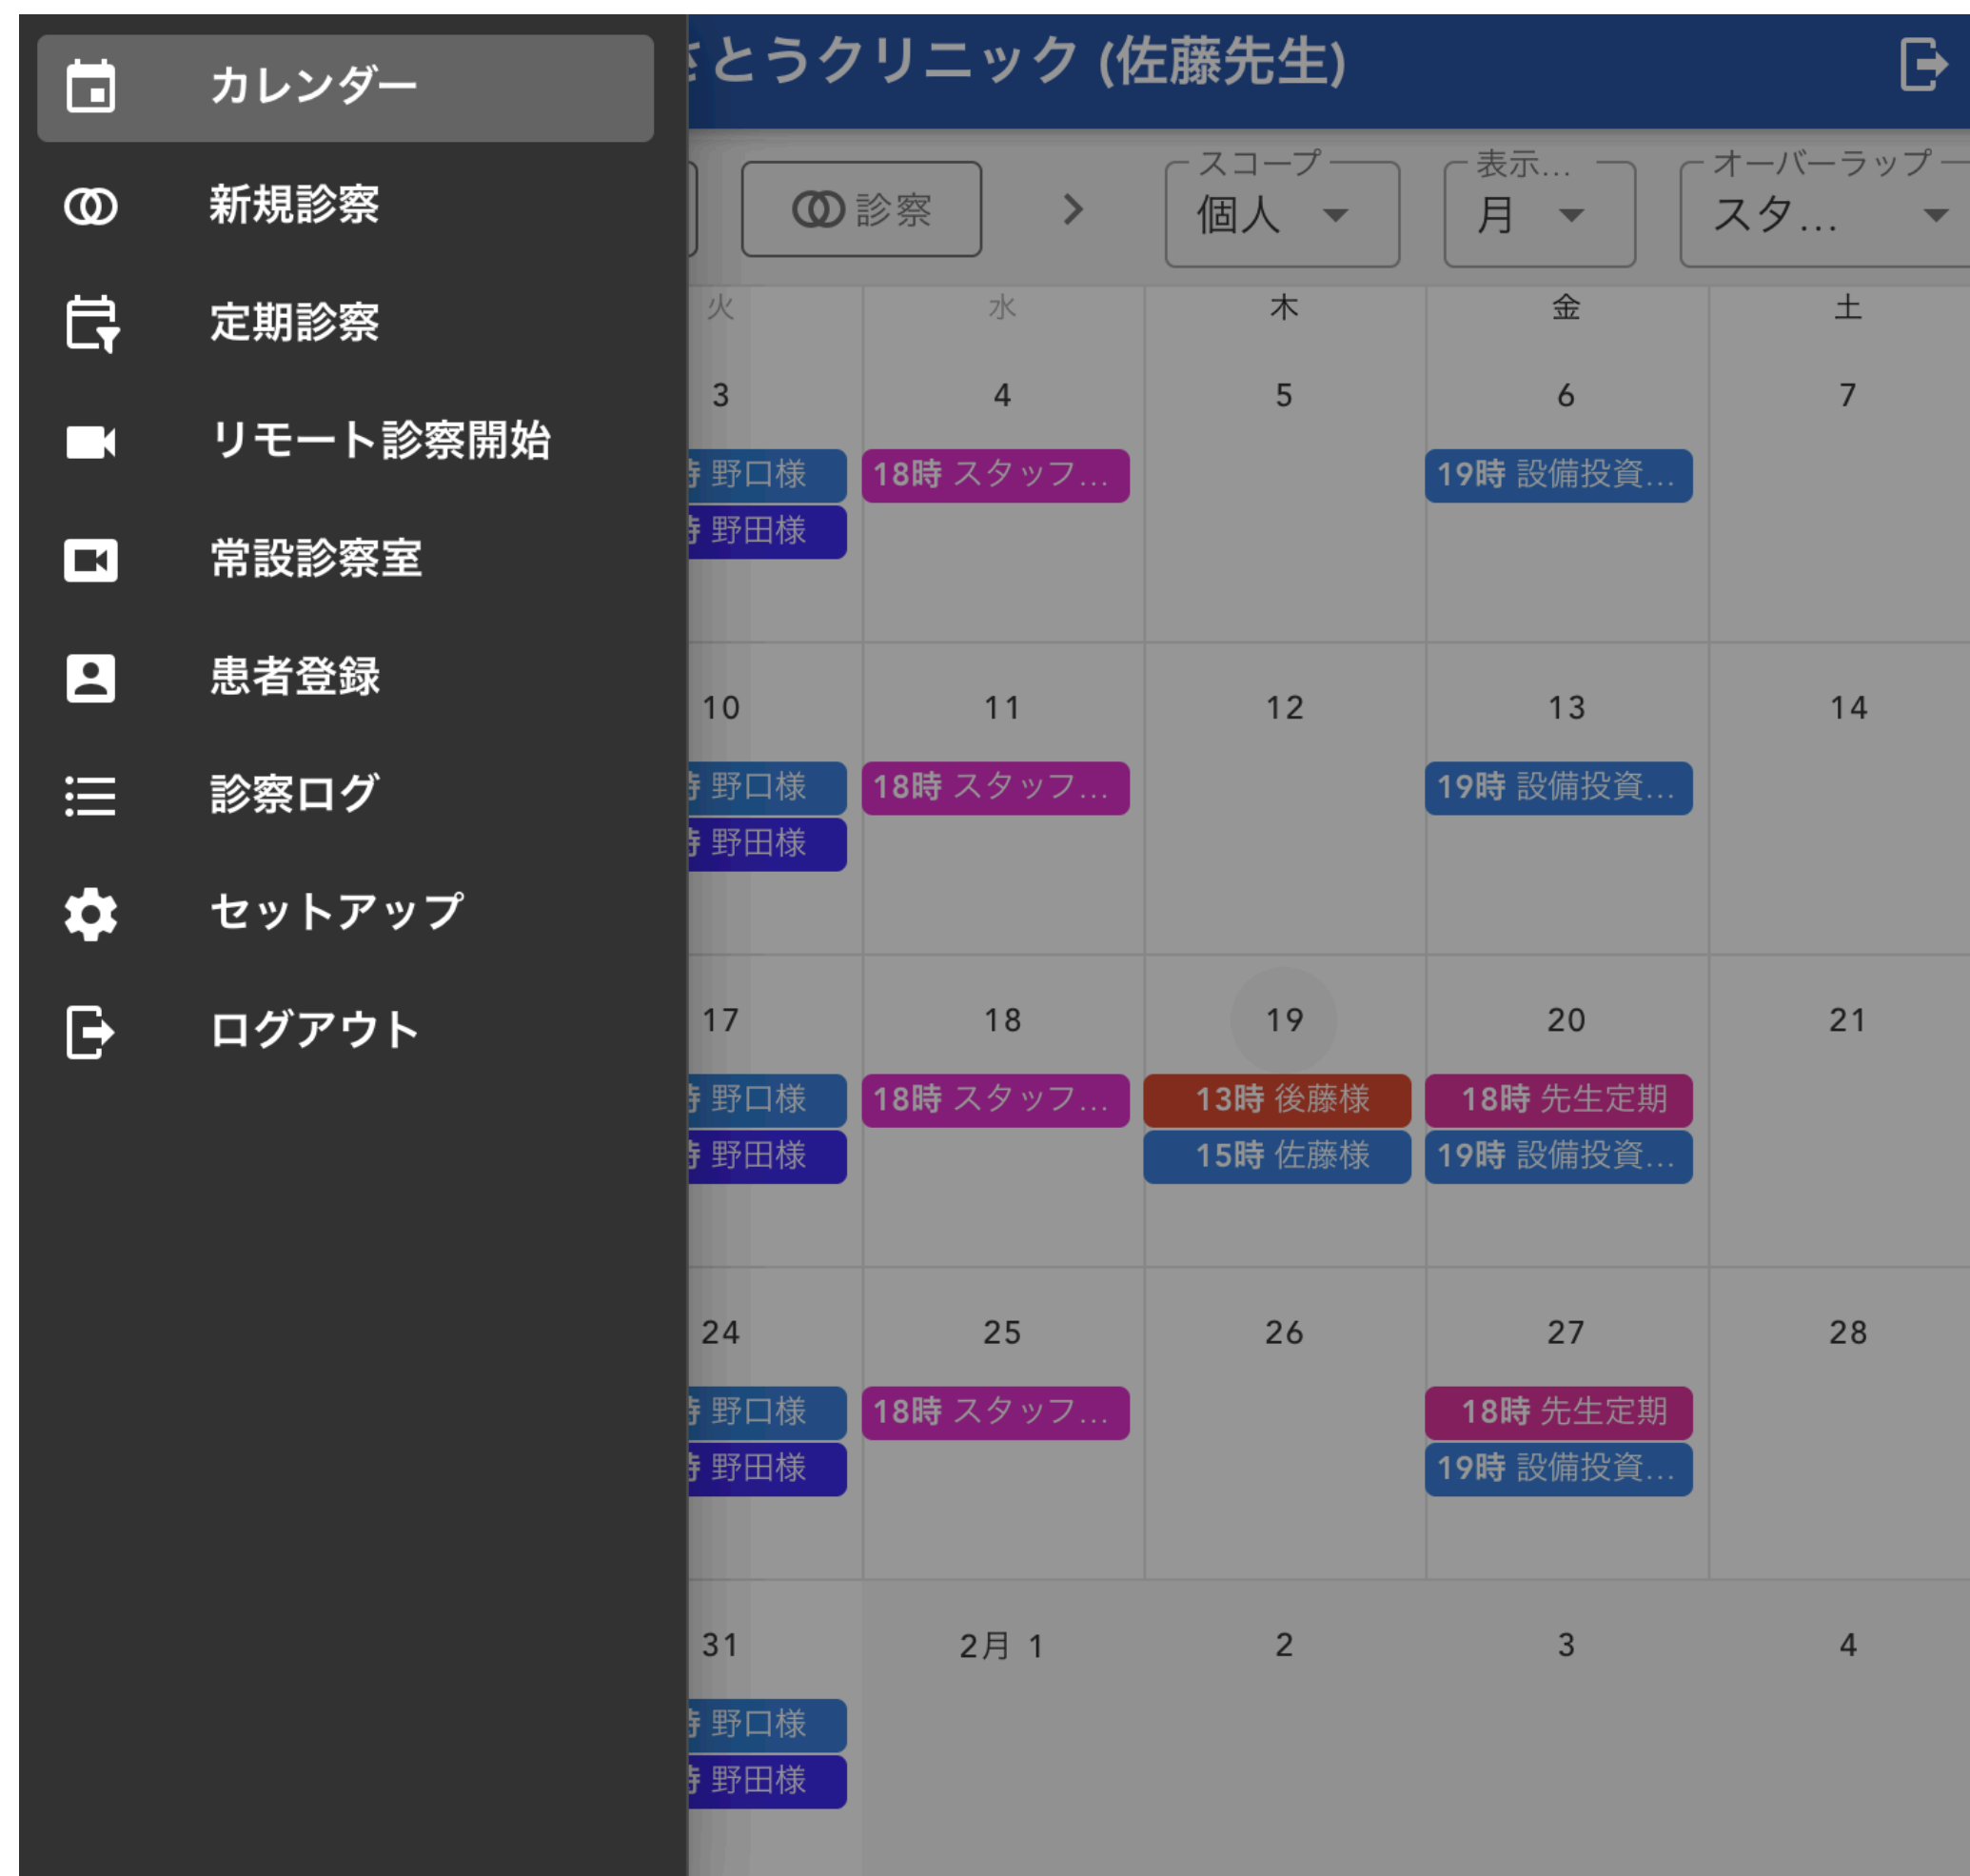 カレンダー
新規診察
定期診察
リモート診察開始
常設診察室
患者登録
診察ログ
セットアップ
ログアウト
さとうクリニック (佐藤先生)
診察
スコープ
個人
表示...
月
オーバーラップ
スタ...
火 水 木 金 土
3 4 5 6 7
時 野口様 18時 スタッフ... 19時 設備投資...
時 野田様
10 11 12 13 14
時 野口様 18時 スタッフ... 19時 設備投資...
時 野田様
17 18 19 20 21
時 野口様 18時 スタッフ... 13時 後藤様 18時 先生定期
時 野田様 15時 佐藤様 19時 設備投資...
24 25 26 27 28
時 野口様 18時 スタッフ... 18時 先生定期
時 野田様 19時 設備投資...
31 2月 1 2 3 4
時 野口様
時 野田様